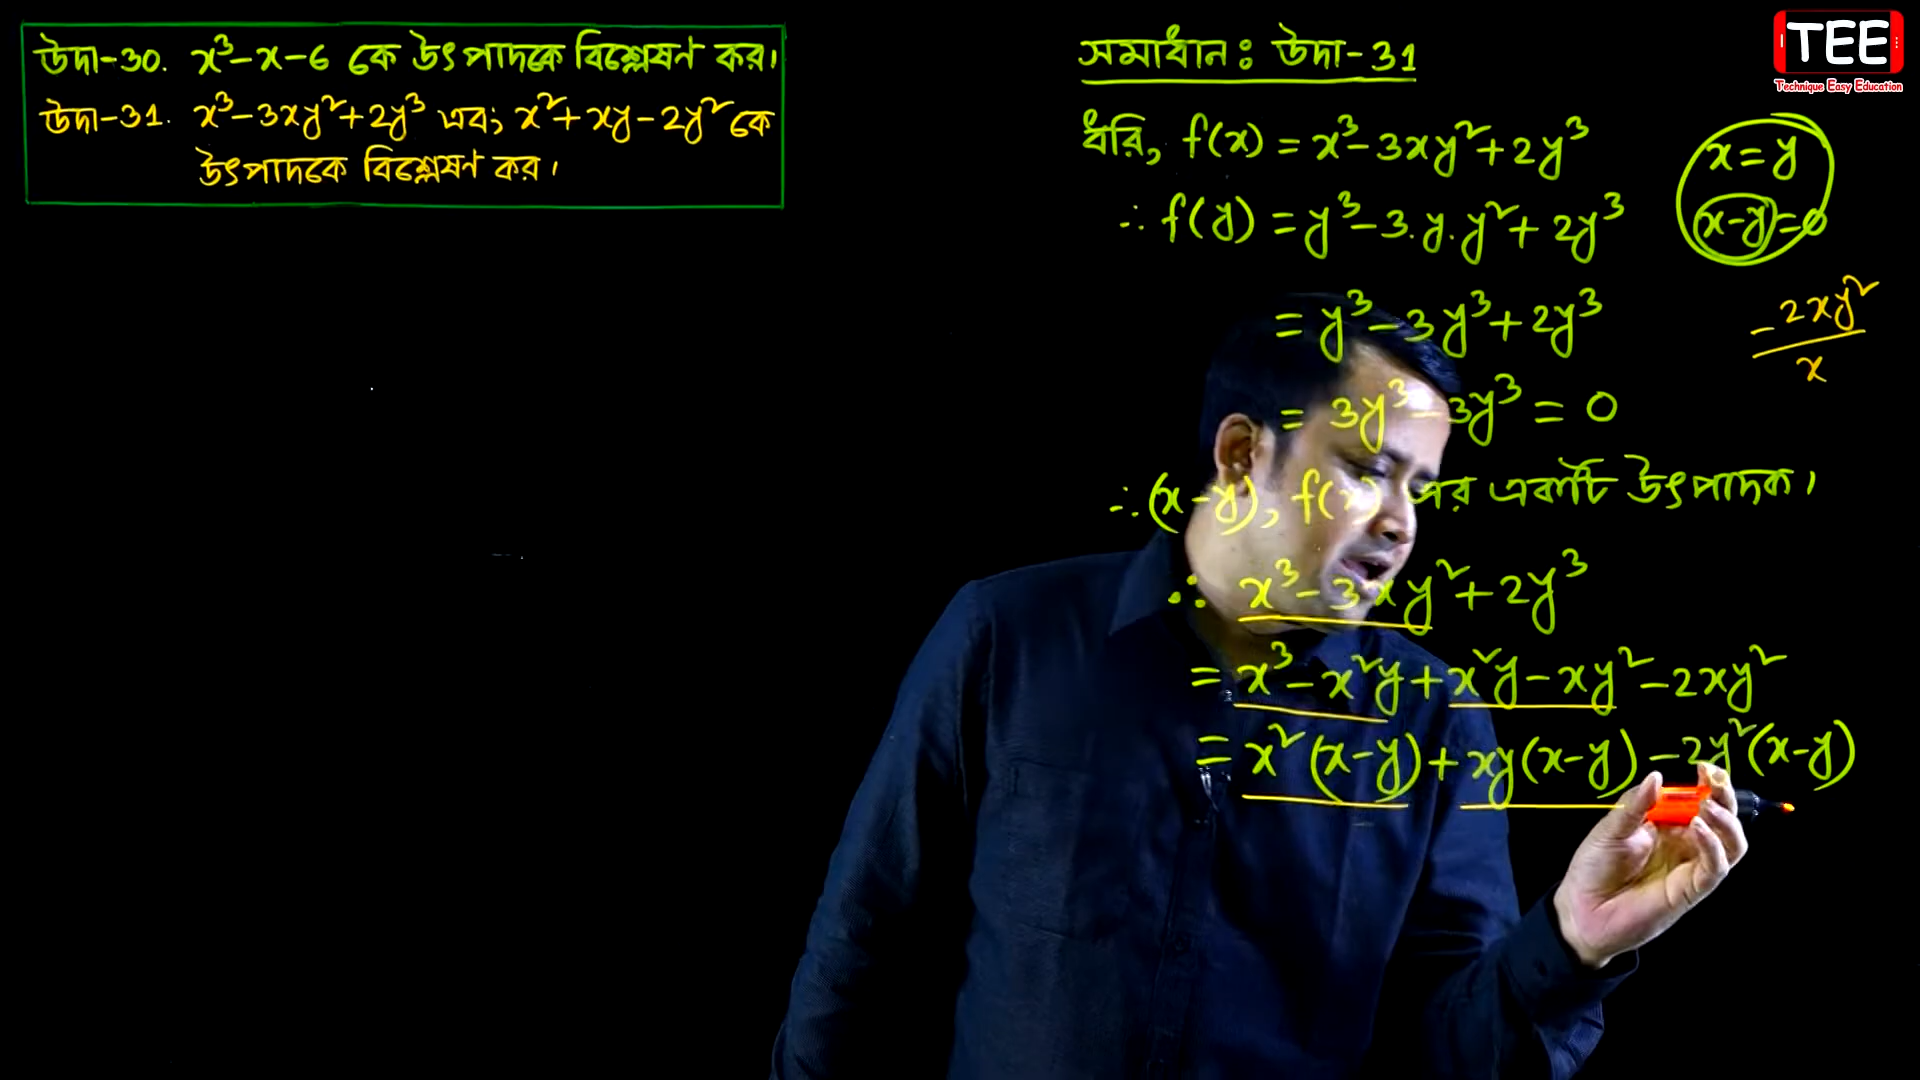 উদা-30. x³-x-6 কে উৎপাদকে বিশ্লেষণ কর।
উদা-31. x³-3xy²+2y³ এবং x²+xy-2y² কে
উৎপাদকে বিশ্লেষণ কর।
TEE
Technique Easy Education
সমাধান: উদা-31
ধরি, f(x) = x³-3xy²+2y³
∴ f(y) = y³-3.y.y²+2y³
= y³-3y³+2y³
= 3y³-3y³ = 0
∴ (x-y), f(x) এর একটি উৎপাদক।
∴ x³-3xy²+2y³
= x³-x²y+x²y-xy²-2xy²
= x²(x-y)+xy(x-y)-2y²(x-y)
x=y
(x-y)=0
-2xy²
x